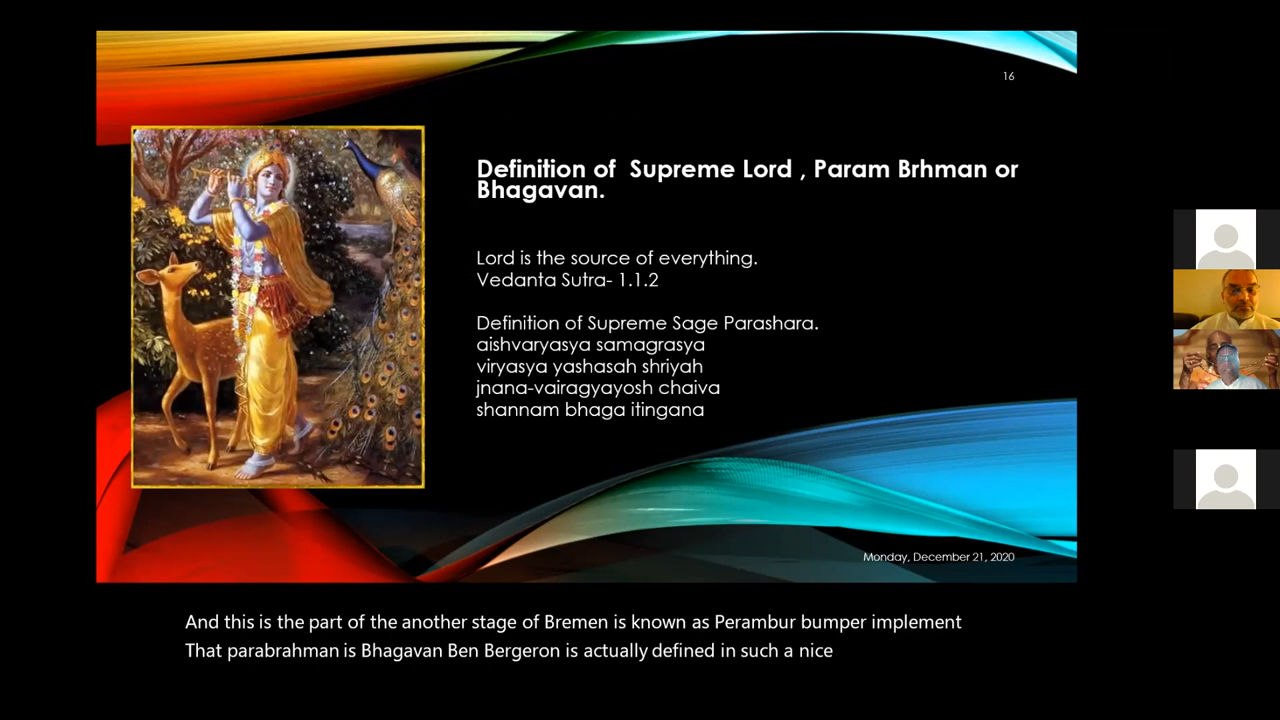 16
Definition of Supreme Lord , Param Brhman or
Bhagavan.
Lord is the source of everything.
Vedanta Sutra- 1.1.2
Definition of Supreme Sage Parashara.
aishvaryasya samagrasya
viryasya yashasah shriyah
jnana-vairagyayosh chaiva
shannam bhaga itingana
Monday, December 21, 2020
And this is the part of the another stage of Bremen is known as Perambur bumper implement
That parabrahman is Bhagavan Ben Bergeron is actually defined in such a nice